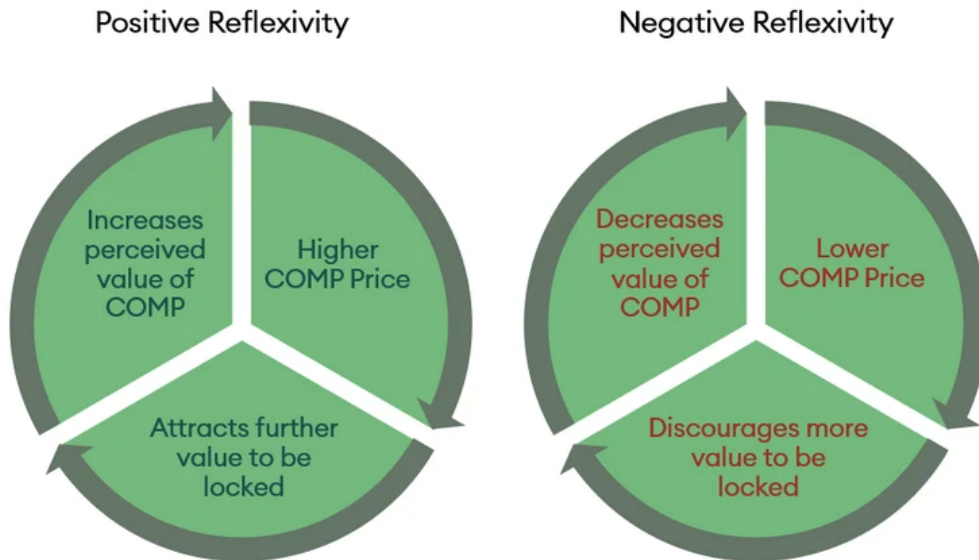 Positive Reflexivity
Increases
perceived
value of
COMP
Higher
COMP Price
Attracts further
value to be
locked
Negative Reflexivity
Decreases
perceived
value of
COMP
Lower
COMP Price
Discourages more
value to be
locked